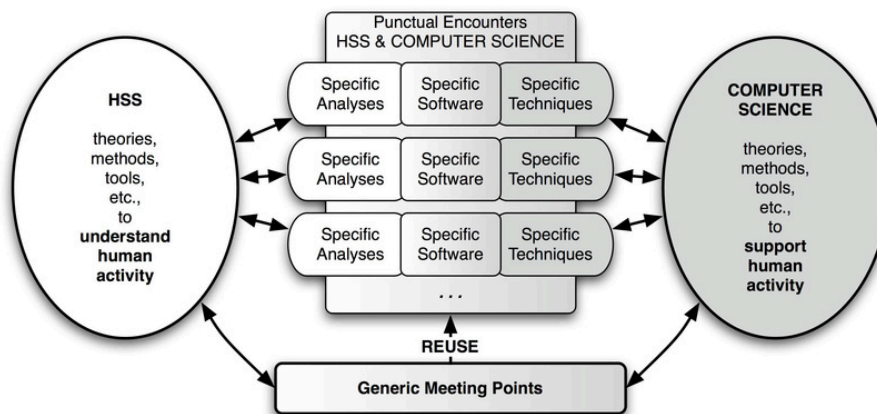 Punctual Encounters
HSS & COMPUTER SCIENCE
HSS
theories,
methods,
tools,
etc.,
to
understand
human
activity
Specific
Analyses
Specific
Software
Specific
Techniques
Specific
Analyses
Specific
Software
Specific
Techniques
Specific
Analyses
Specific
Software
Specific
Techniques
...
COMPUTER
SCIENCE
theories,
methods,
tools,
etc.,
to
support
human
activity
REUSE
Generic Meeting Points